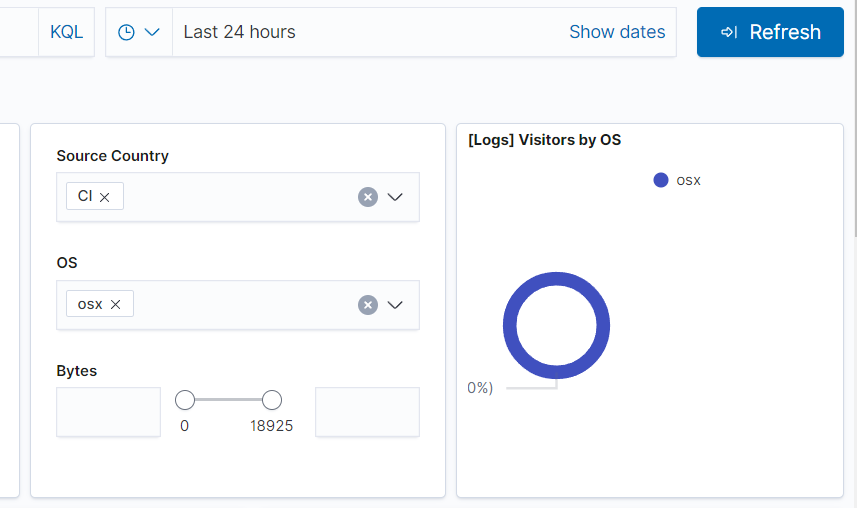 KQL
Last 24 hours
Show dates
Refresh
Source Country
CI
OS
osx
Bytes
0
18925
[Logs] Visitors by OS
osx
0%)